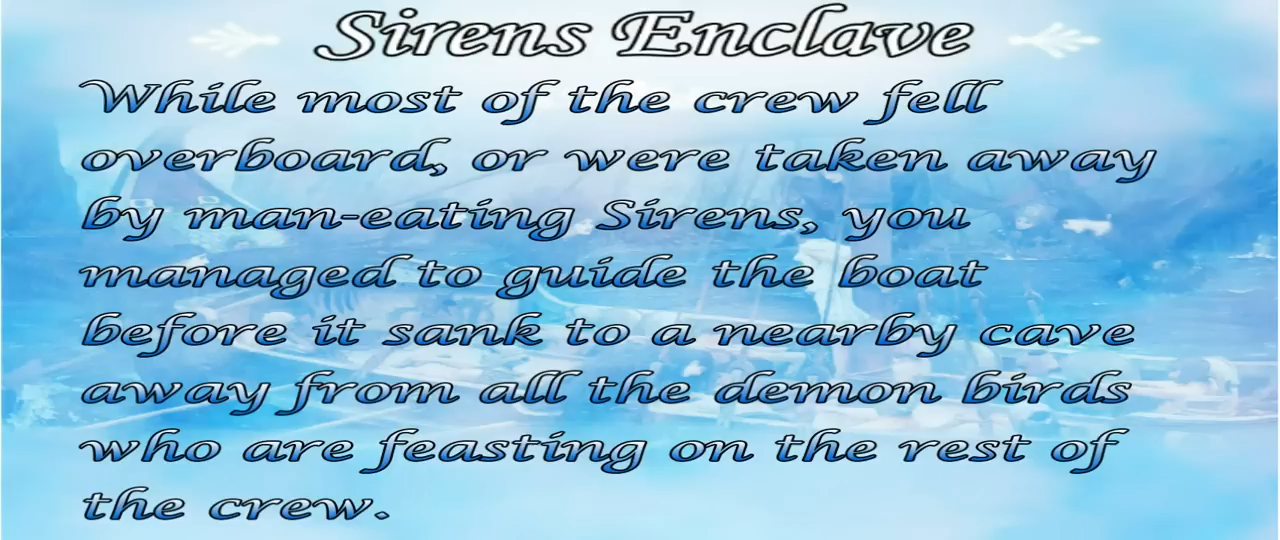 Sirens Enclave
While most of the crew fell
overboard, or were taken away
by man-eating Sirens, you
managed to guide the boat
before it sank to a nearby cave
away from all the demon birds
who are feasting on the rest of
the crew.